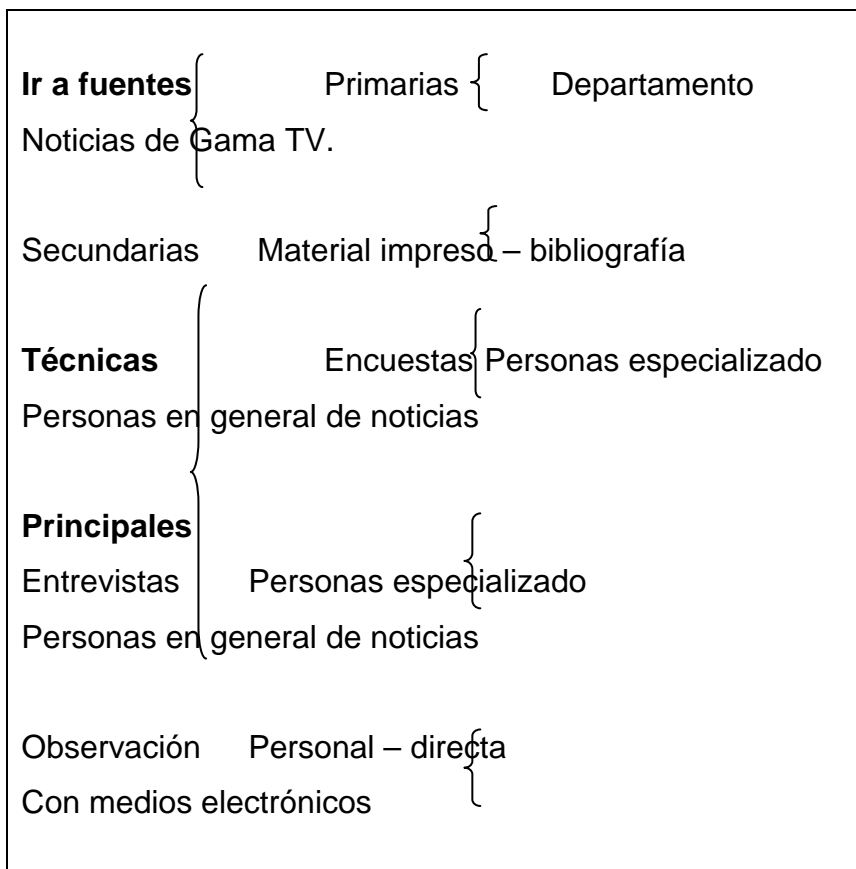 Ir a fuentes Primarias Departamento
Noticias de Gama TV.
Secundarias Material impreso – bibliografía
Técnicas Encuestas Personas especializado
Personas en general de noticias
Principales
Entrevistas Personas especializado
Personas en general de noticias
Observación Personal – directa
Con medios electrónicos